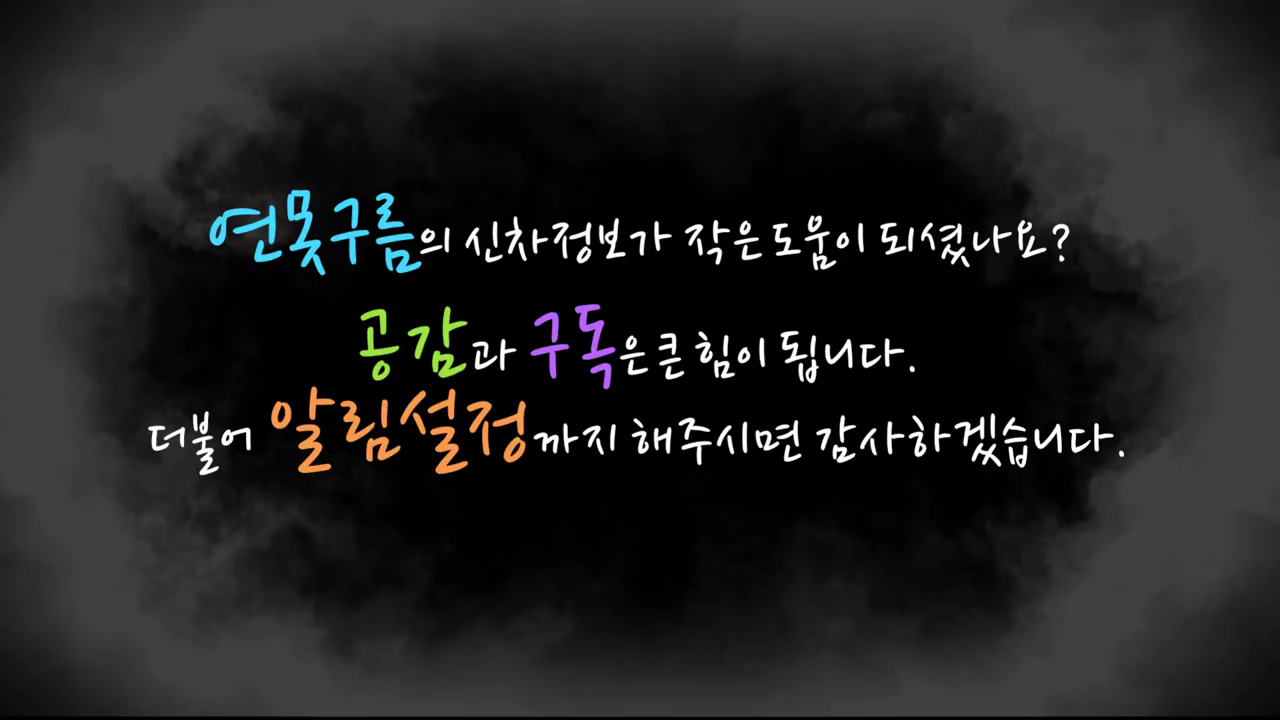 연못구름의 신차정보가 작은도움이 되셨나요?
공감과 구독은 큰 힘이 됩니다.
더불어 알림설정까지 해주시면 감사하겠습니다.